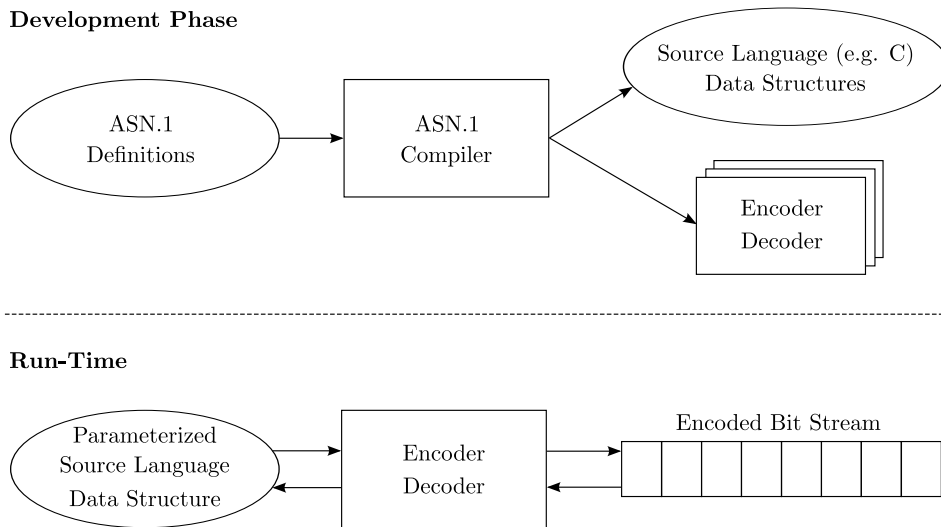 Development Phase
ASN.1
Definitions
ASN.1
Compiler
Source Language (e.g. C)
Data Structures
Encoder
Decoder
Run-Time
Parameterized
Source Language
Data Structure
Encoder
Decoder
Encoded Bit Stream